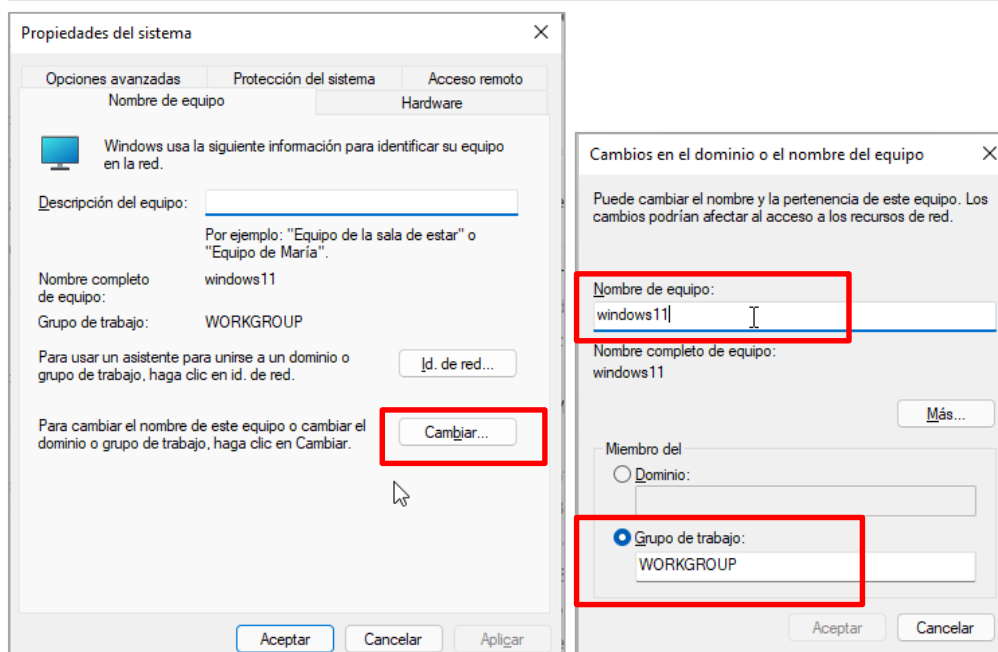 Propiedades del sistema
Opciones avanzadas Protección del sistema Acceso remoto
Nombre de equipo Hardware
Windows usa la siguiente información para identificar su equipo
en la red.
Descripción del equipo:
Por ejemplo: "Equipo de la sala de estar" o
"Equipo de María".
Nombre completo
de equipo:
windows11
Grupo de trabajo: WORKGROUP
Para usar un asistente para unirse a un dominio o
grupo de trabajo, haga clic en id. de red.
Id. de red...
Para cambiar el nombre de este equipo o cambiar el
dominio o grupo de trabajo, haga clic en Cambiar.
Cambiar...
Aceptar Cancelar Aplicar
Cambios en el dominio o el nombre del equipo
Puede cambiar el nombre y la pertenencia de este equipo. Los
cambios podrían afectar al acceso a los recursos de red.
Nombre de equipo:
windows11
Nombre completo de equipo:
windows11
Más...
Miembro del
Dominio:
Grupo de trabajo:
WORKGROUP
Aceptar Cancelar